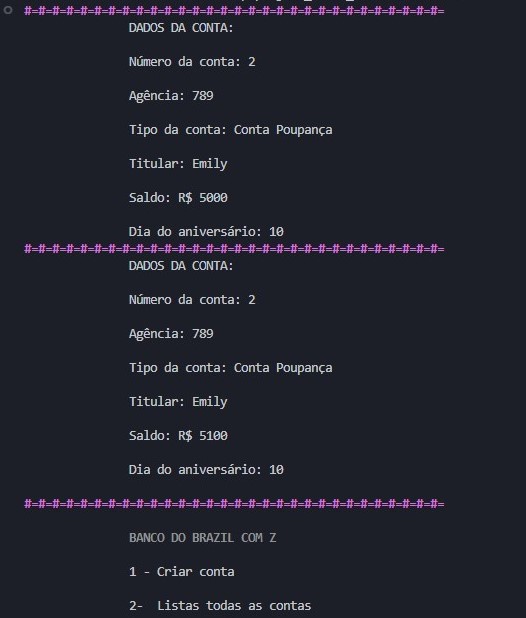 #=#=#=#=#=#=#=#=#=#=#=#=#=#=#=#=#=#=#=#=#=#=#=#=#=#=#=#=#=#=
DADOS DA CONTA:
Número da conta: 2
Agência: 789
Tipo da conta: Conta Poupança
Titular: Emily
Saldo: R$ 5000
Dia do aniversário: 10
#=#=#=#=#=#=#=#=#=#=#=#=#=#=#=#=#=#=#=#=#=#=#=#=#=#=#=#=#=#=
DADOS DA CONTA:
Número da conta: 2
Agência: 789
Tipo da conta: Conta Poupança
Titular: Emily
Saldo: R$ 5100
Dia do aniversário: 10
#=#=#=#=#=#=#=#=#=#=#=#=#=#=#=#=#=#=#=#=#=#=#=#=#=#=#=#=#=#=
BANCO DO BRAZIL COM Z
1 - Criar conta
2-  Listas todas as contas